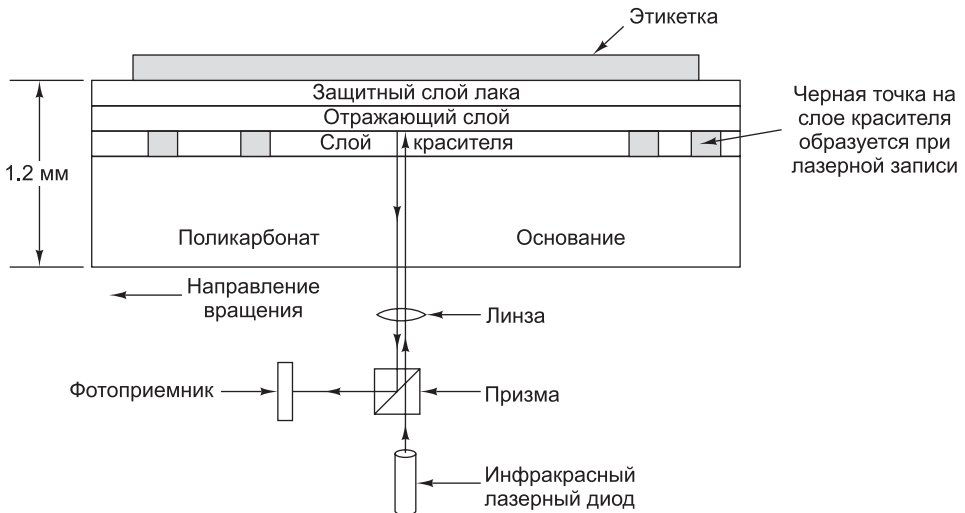 Этикетка
Защитный слой лака
Отражающий слой
Слой красителя
Черная точка на
слое красителя
образуется при
лазерной записи
1.2 мм
Поликарбонат
Основание
Направление
вращения
Линза
Фотоприемник
Призма
Инфракрасный
лазерный диод